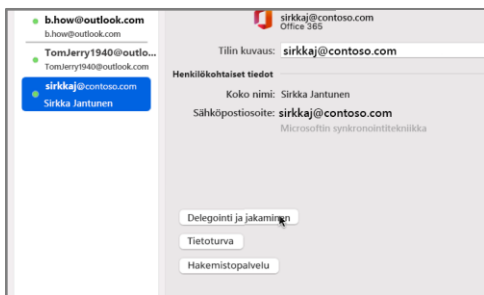 b.how@outlook.com
b.how@outlook.com
TomJerry1940@outlo...
TomJerry1940@outlook.com
sirkkaj@contoso.com
Sirkka Jantunen
sirkkaj@contoso.com
Office 365
Tilin kuvaus: sirkkaj@contoso.com
Henkilökohtaiset tiedot
Koko nimi: Sirkka Jantunen
Sähköpostiosoite: sirkkaj@contoso.com
Microsoftin synkronointitekniikka
Delegointi ja jakaminen
Tietoturva
Hakemistopalvelu